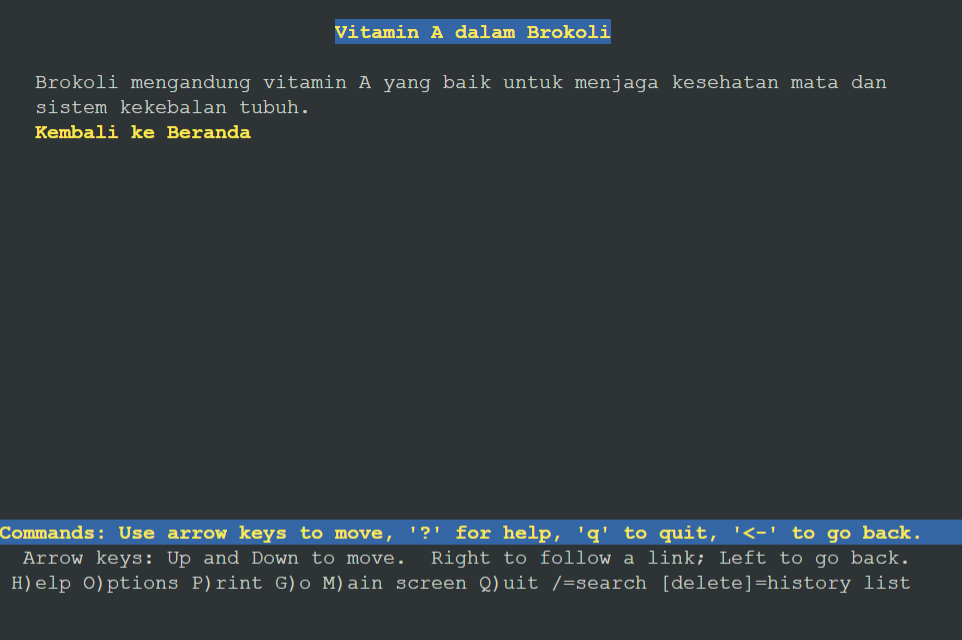 Vitamin A dalam Brokoli
Brokoli mengandung vitamin A yang baik untuk menjaga kesehatan mata dan
sistem kekebalan tubuh.
Kembali ke Beranda
Commands: Use arrow keys to move, '?' for help, 'q' to quit, '<-' to go back.
Arrow keys: Up and Down to move.  Right to follow a link; Left to go back.
H)elp O)ptions P)rint G)o M)ain screen Q)uit /=search [delete]=history list